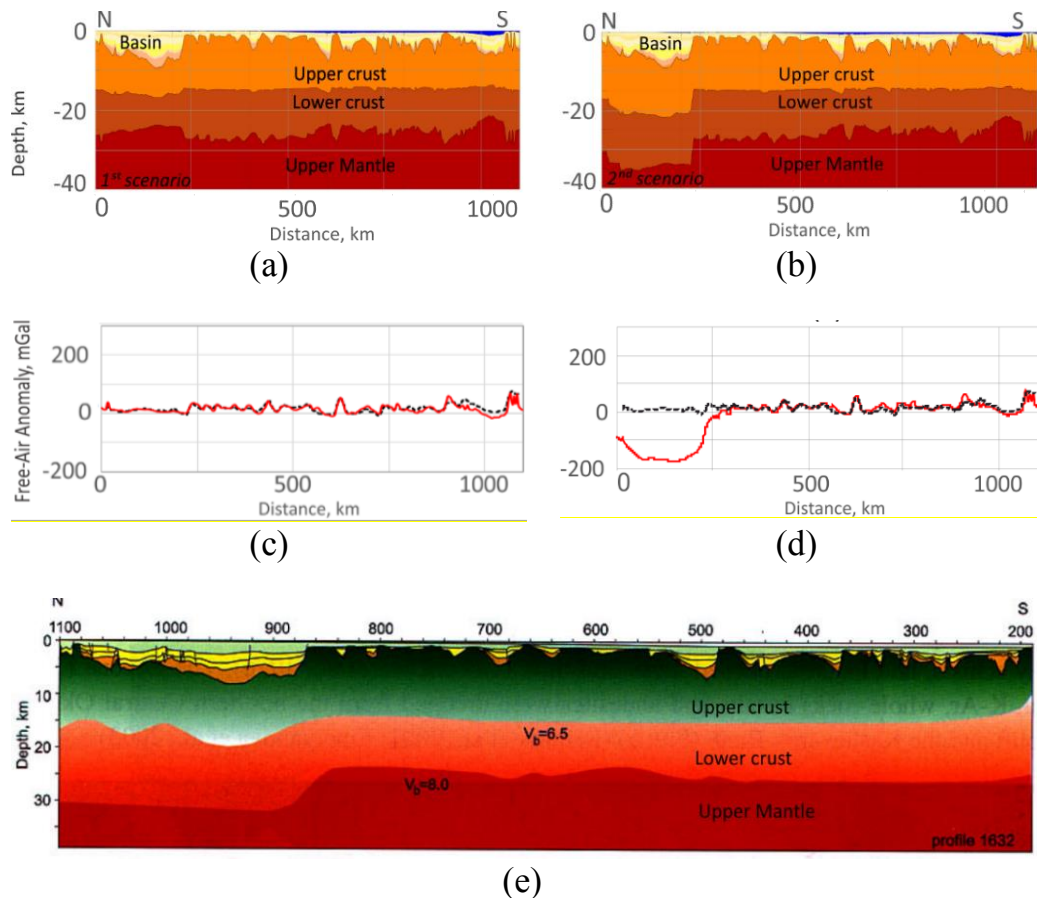 N S N S
0 0
Basin Basin
Upper crust Upper crust
Lower crust Lower crust
-20 -20
Upper Mantle Upper Mantle
1st scenario 2nd scenario
-40 -40
Depth, km
0 500 1000 0 500 1000
Distance, km Distance, km
(a) (b)
200 200
0 0
-200 -200
Free-Air Anomaly, mGal
0 500 1000 0 500 1000
Distance, km Distance, km
(c) (d)
N S
1100 1000 900 800 700 600 500 400 300 200
0
10
20
30
Depth, km
Upper crust
Vb=6.5
Lower crust
Vb=8.0
Upper Mantle
profile 1632
(e)